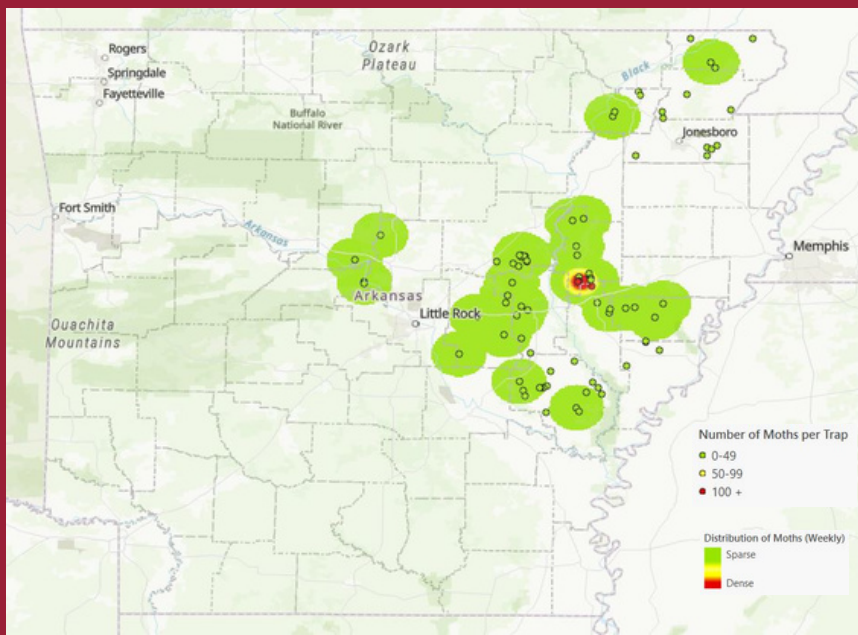 Rogers
Springdale
Fayetteville
Ozark
Plateau
Black
Buffalo
National River
Jonesboro
Fort Smith
Arkansas
Memphis
Arkansas
Little Rock
Ouachita
Mountains
Number of Moths per Trap
0-49
50-99
100 +
Distribution of Moths (Weekly)
Sparse
Dense